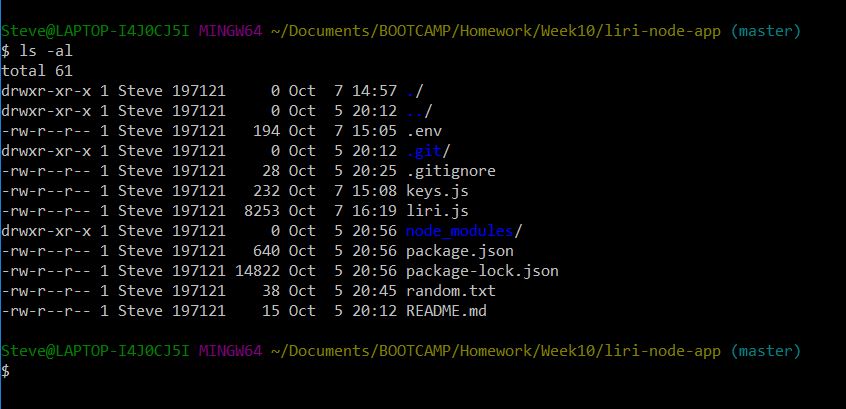 Steve@LAPTOP-I4J0CJ5I MINGW64 ~/Documents/BOOTCAMP/Homework/Week10/liri-node-app (master)
$ ls -al
total 61
drwxr-xr-x 1 Steve 197121     0 Oct  7 14:57 ./
drwxr-xr-x 1 Steve 197121     0 Oct  5 20:12 ../
-rw-r--r-- 1 Steve 197121   194 Oct  7 15:05 .env
drwxr-xr-x 1 Steve 197121     0 Oct  5 20:12 .git/
-rw-r--r-- 1 Steve 197121    28 Oct  5 20:25 .gitignore
-rw-r--r-- 1 Steve 197121   232 Oct  7 15:08 keys.js
-rw-r--r-- 1 Steve 197121  8253 Oct  7 16:19 liri.js
drwxr-xr-x 1 Steve 197121     0 Oct  5 20:56 node_modules/
-rw-r--r-- 1 Steve 197121   640 Oct  5 20:56 package.json
-rw-r--r-- 1 Steve 197121 14822 Oct  5 20:56 package-lock.json
-rw-r--r-- 1 Steve 197121    38 Oct  5 20:45 random.txt
-rw-r--r-- 1 Steve 197121    15 Oct  5 20:12 README.md
Steve@LAPTOP-I4J0CJ5I MINGW64 ~/Documents/BOOTCAMP/Homework/Week10/liri-node-app (master)
$